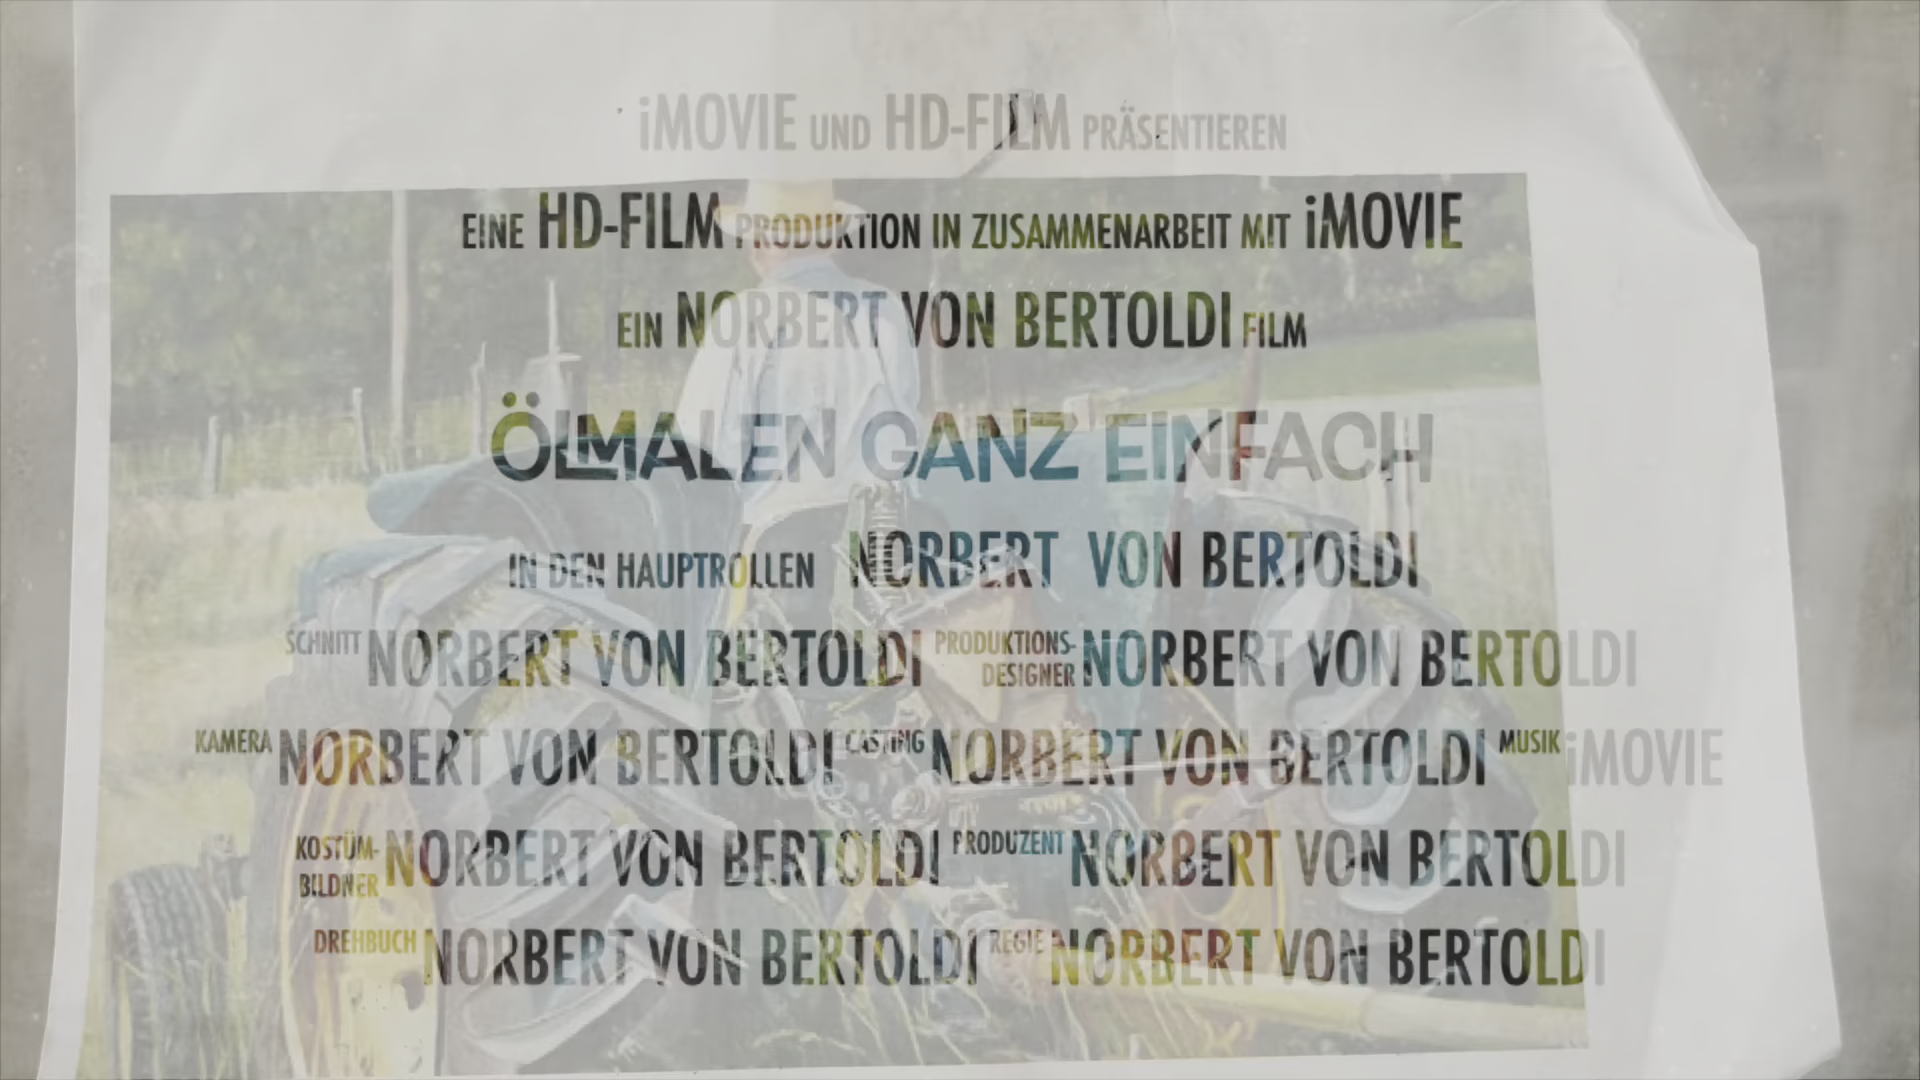 iMOVIE UND HD-FILM PRÄSENTIEREN
EINE HD-FILM PRODUKTION IN ZUSAMMENARBEIT MIT iMOVIE
EIN NORBERT VON BERTOLDI FILM
ÖLMALEN GANZ EINFACH
IN DEN HAUPTROLLEN NORBERT VON BERTOLDI
SCHNITT NORBERT VON BERTOLDI PRODUKTIONS-DESIGNER NORBERT VON BERTOLDI
KAMERA NORBERT VON BERTOLDI CASTING NORBERT VON BERTOLDI MUSIK iMOVIE
KOSTÜM-BILDNER NORBERT VON BERTOLDI PRODUZENT NORBERT VON BERTOLDI
DREHBUCH NORBERT VON BERTOLDI REGIE NORBERT VON BERTOLDI